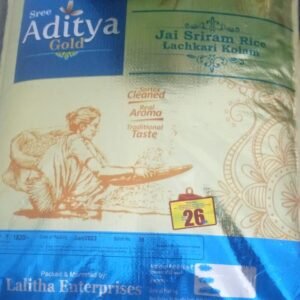 Sree
Aditya
Gold
Jai Sriram Rice
Lachkari Kolam
Sortex
Cleaned
Real
Aroma
Traditional
Taste
26
Packed & Marketed by
Lalitha Enterprises